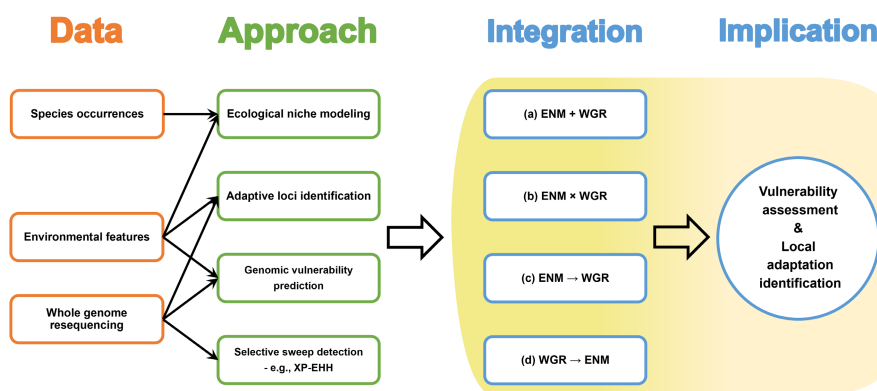 Data
Approach
Integration
Implication
Species occurrences
Environmental features
Whole genome
resequencing
Ecological niche modeling
Adaptive loci identification
Genomic vulnerability
prediction
Selective sweep detection
- e.g., XP-EHH
(a) ENM + WGR
(b) ENM × WGR
(c) ENM → WGR
(d) WGR → ENM
Vulnerability
assessment
&
Local
adaptation
identification